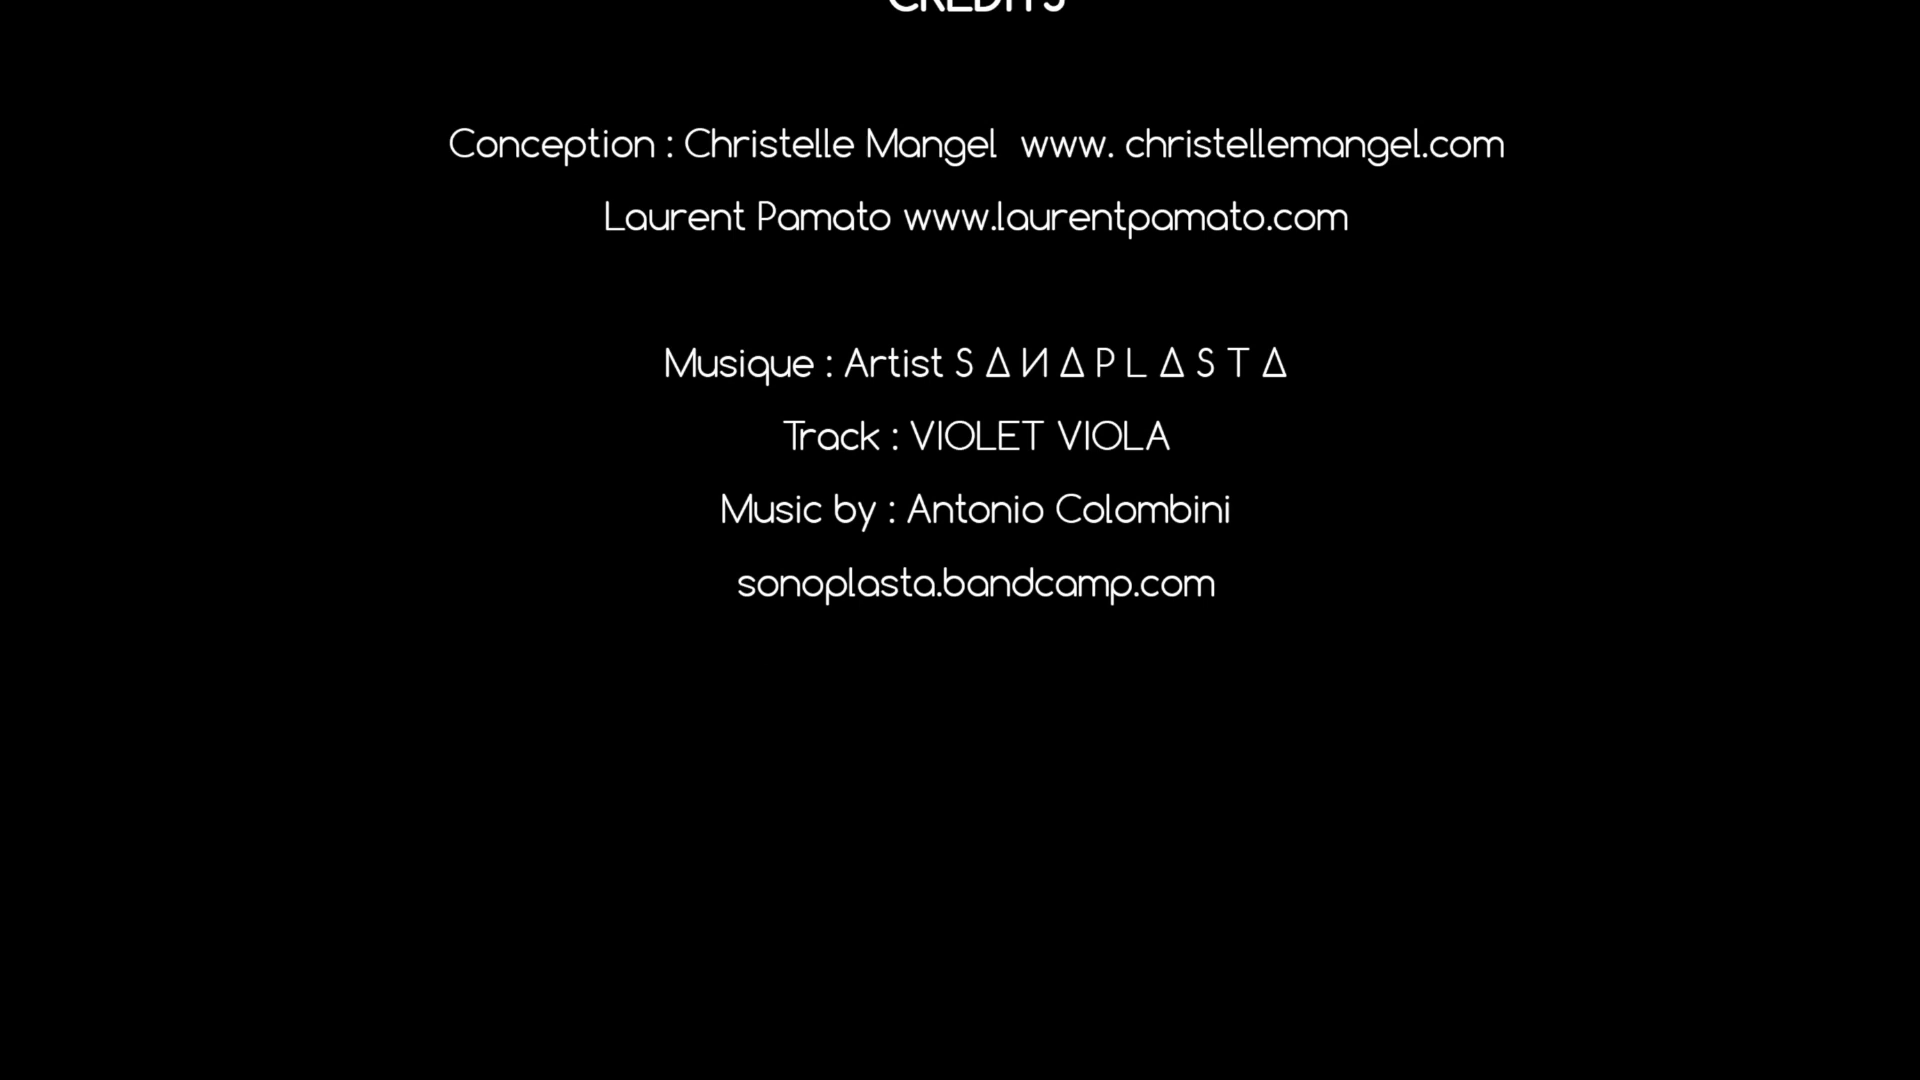 CREDITS
Conception : Christelle Mangel  www. christellemangel.com
Laurent Pamato www.laurentpamato.com
Musique : Artist S Δ И Δ P L Δ S T Δ
Track : VIOLET VIOLA
Music by : Antonio Colombini
sonoplasta.bandcamp.com